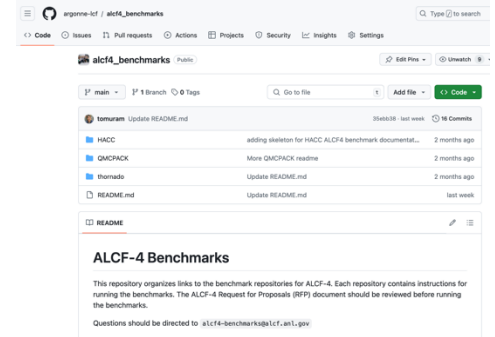 argonne-lcf / alcf4_benchmarks
Type / to search
Code Issues Pull requests Actions Projects Security Insights Settings
alcf4_benchmarks Public
Edit Pins Unwatch 9
main 1 Branch 0 Tags Go to file t Add file Code
tomuram Update README.md 35ebb38 · last week 16 Commits
HACC adding skeleton for HACC ALCF4 benchmark documentat... 2 months ago
QMCPACK More QMCPACK readme 2 months ago
thornado Update README.md 2 months ago
README.md Update README.md last week
README
ALCF-4 Benchmarks
This repository organizes links to the benchmark repositories for ALCF-4. Each repository contains instructions for
running the benchmarks. The ALCF-4 Request for Proposals (RFP) document should be reviewed before running
the benchmarks.
Questions should be directed to alcf4-benchmarks@alcf.anl.gov